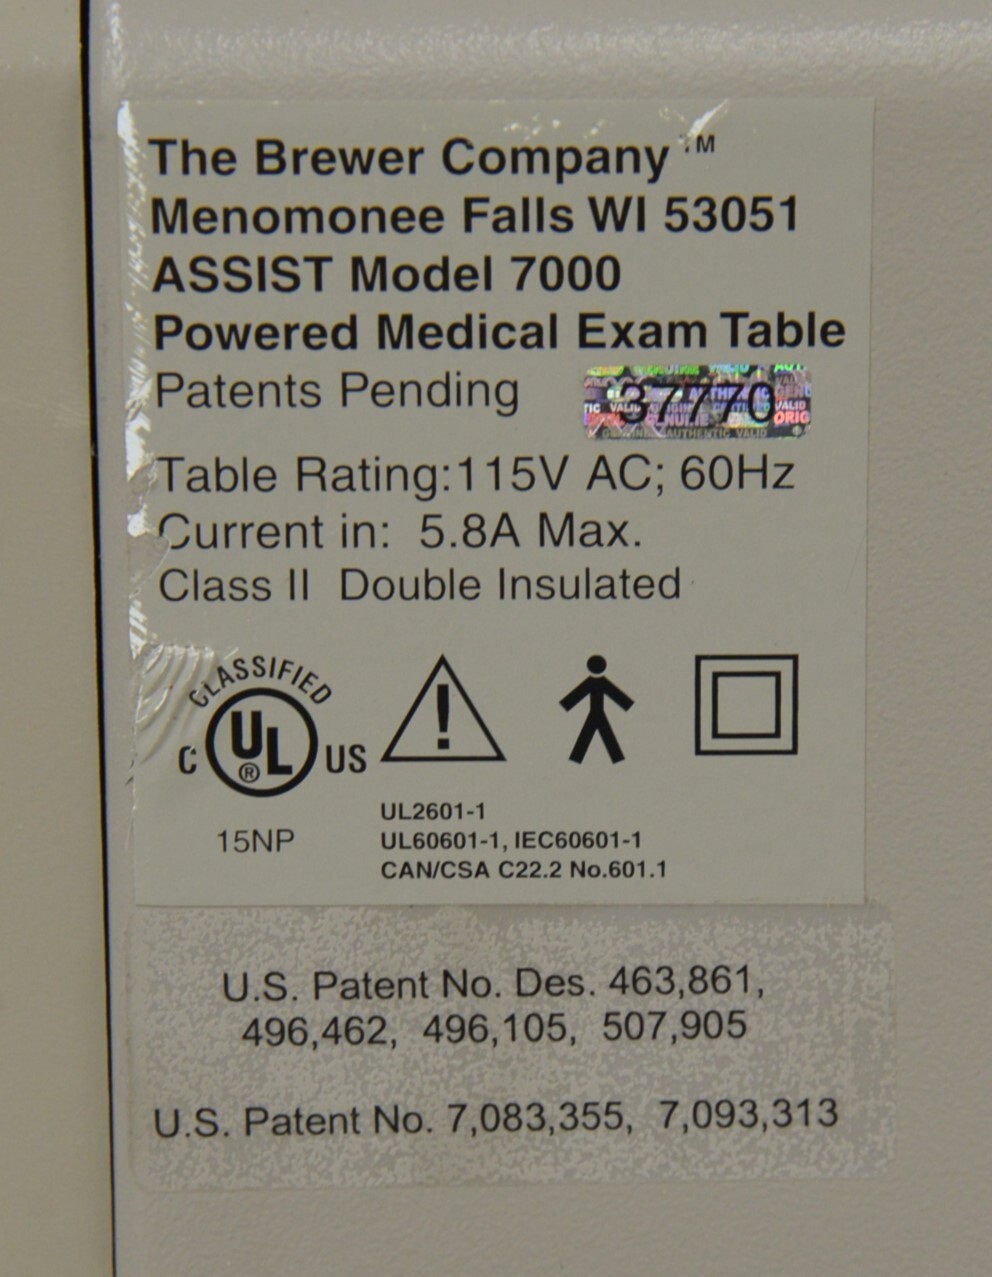 The Brewer Company™
Menomonee Falls WI 53051
ASSIST Model 7000
Powered Medical Exam Table
Patents Pending
37770
Table Rating:115V AC; 60Hz
Current in: 5.8A Max.
Class II Double Insulated
CLASSIFIED
C UL® US
15NP
UL2601-1
UL60601-1, IEC60601-1
CAN/CSA C22.2 No.601.1
U.S. Patent No. Des. 463,861,
496,462, 496,105, 507,905
U.S. Patent No. 7,083,355, 7,093,313